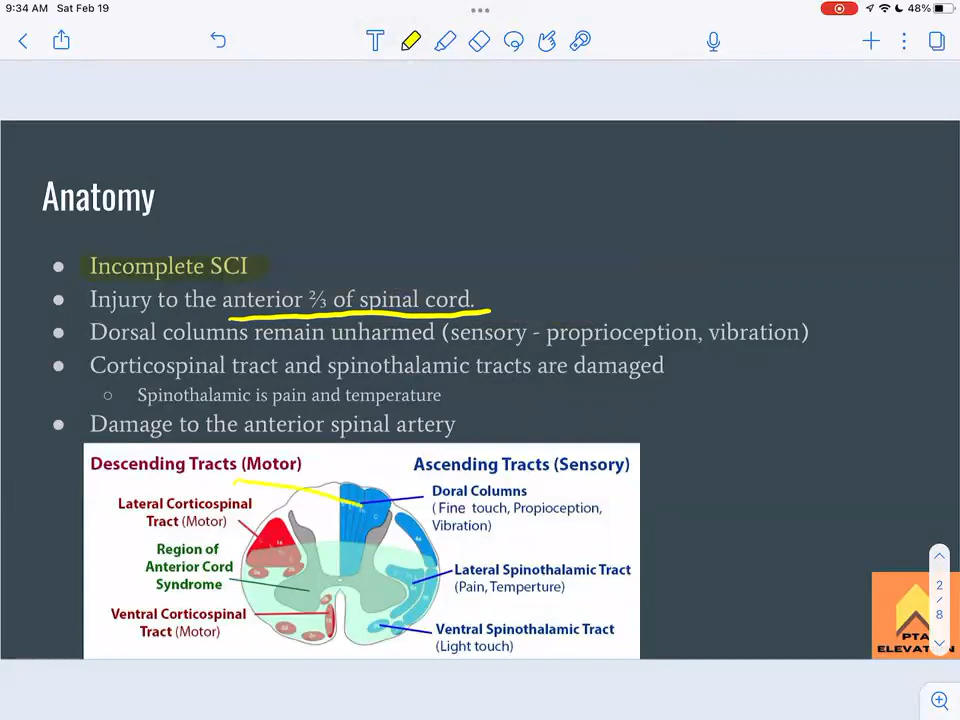 9:34 AM Sat Feb 19
48%
Anatomy
Incomplete SCI
Injury to the anterior ⅔ of spinal cord.
Dorsal columns remain unharmed (sensory - proprioception, vibration)
Corticospinal tract and spinothalamic tracts are damaged
Spinothalamic is pain and temperature
Damage to the anterior spinal artery
Descending Tracts (Motor)
Ascending Tracts (Sensory)
Lateral Corticospinal
Tract (Motor)
Region of
Anterior Cord
Syndrome
Ventral Corticospinal
Tract (Motor)
Doral Columns
(Fine touch, Propioception,
Vibration)
Lateral Spinothalamic Tract
(Pain, Temperture)
Ventral Spinothalamic Tract
(Light touch)
2
/
8
PTA
ELEVAT